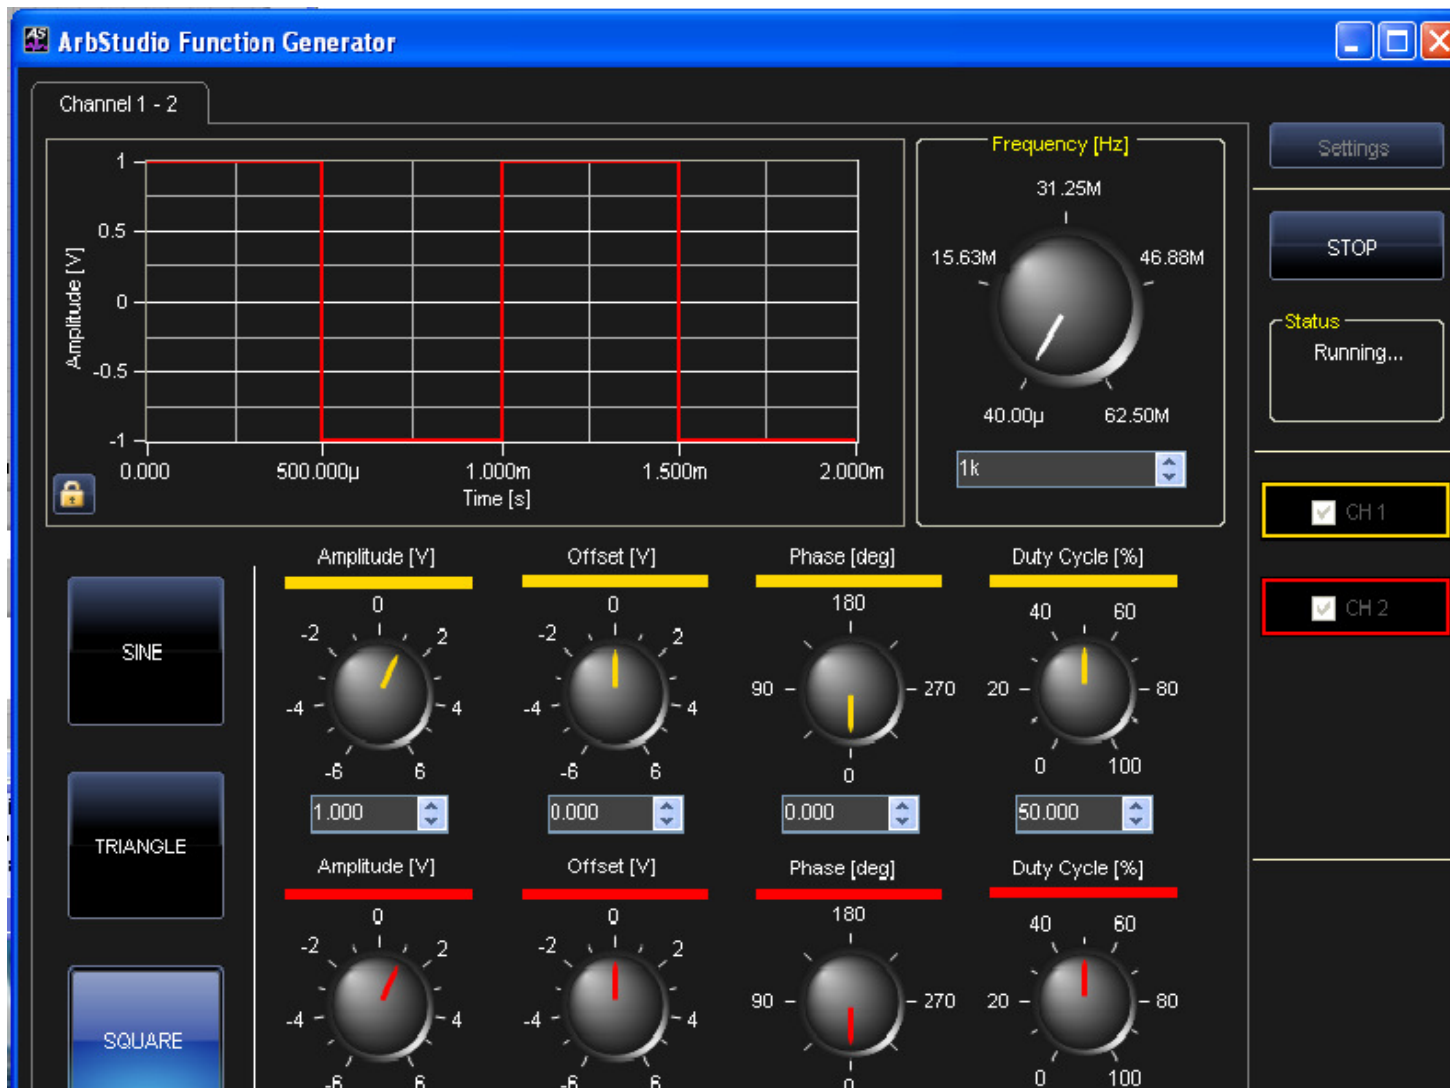 ArbStudio Function Generator
Channel 1 - 2
Settings
STOP
Status
Running...
CH 1
CH 2
Amplitude [V]
1
0.5
0
-0.5
-1
0.000 500.000µ 1.000m 1.500m 2.000m
Time [s]
Frequency [Hz]
31.25M
15.63M 46.88M
40.00µ 62.50M
1k
SINE
TRIANGLE
SQUARE
Amplitude [V] Offset [V] Phase [deg] Duty Cycle [%]
0 0 180 40 60
-2 2 -2 2
-4 4 -4 4 90 270 20 80
-6 6 -6 6 0 0 100
1.000 0.000 0.000 50.000
Amplitude [V] Offset [V] Phase [deg] Duty Cycle [%]
0 0 180 40 60
-2 2 -2 2
-4 4 -4 4 90 270 20 80
-6 6 -6 6 0 0 100